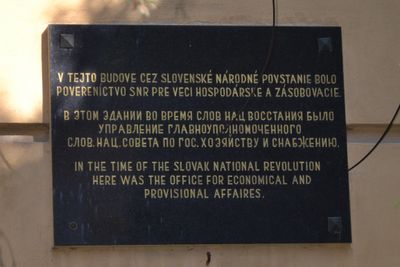 V TEJTO BUDOVE CEZ SLOVENSKÉ NÁRODNÉ POVSTANIE BOLO
POVERENÍCTVO SNR PRE VECI HOSPODÁRSKE A ZÁSOBOVACIE.
В ЭТОМ ЗДАНИИ ВО ВРЕМЯ СЛОВ. НАЦ. ВОССТАНИЯ БЫЛО
УПРАВЛЕНИЕ ГЛАВНОУПОЛНОМОЧЕННОГО
СЛОВ. НАЦ. СОВЕТА ПО ГОС. ХОЗЯЙСТВУ И СНАБЖЕНИЮ.
IN THE TIME OF THE SLOVAK NATIONAL REVOLUTION
HERE WAS THE OFFICE FOR ECONOMICAL AND
PROVISIONAL AFFAIRES.